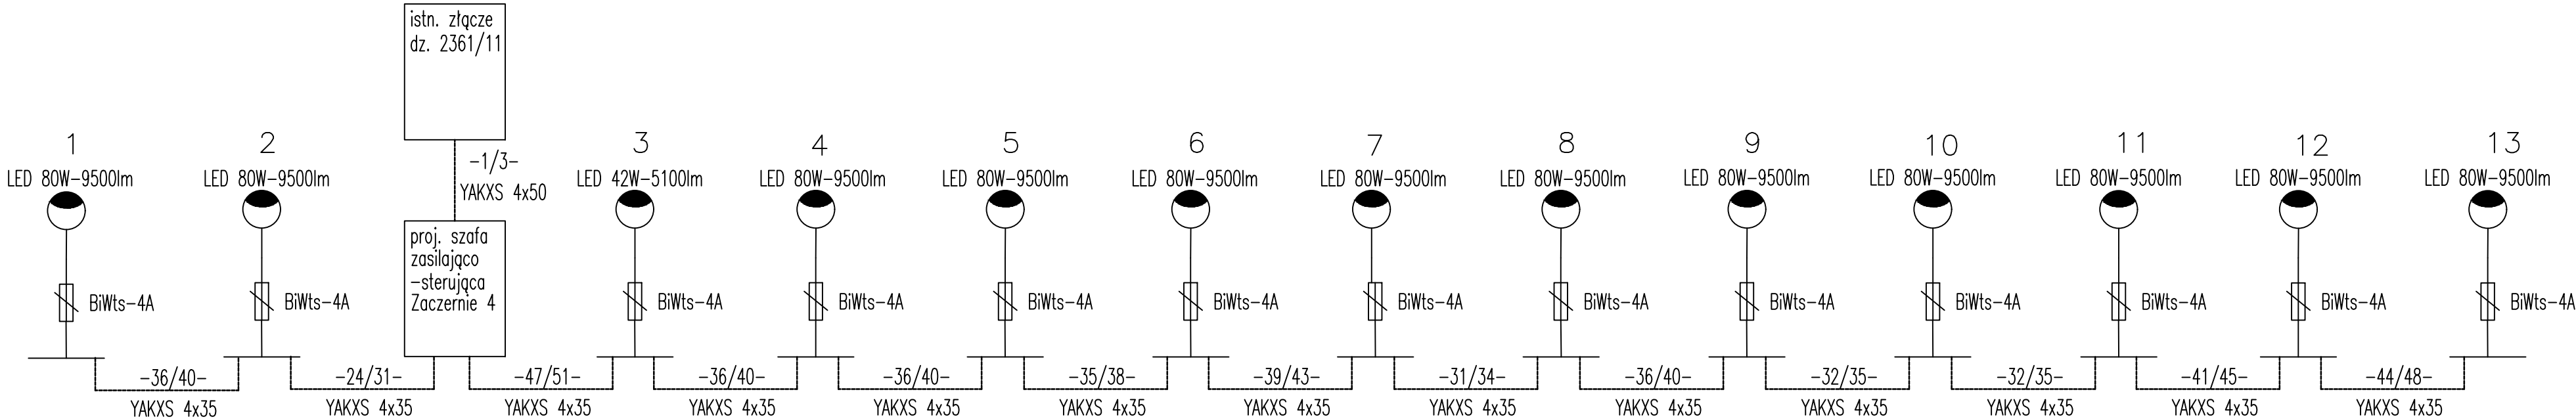 istn. złącze
dz. 2361/11
1
2
3
4
5
6
7
8
9
10
11
12
13
-1/3-
YAKXS 4x50
LED 80W-9500lm
LED 80W-9500lm
LED 42W-5100lm
LED 80W-9500lm
LED 80W-9500lm
LED 80W-9500lm
LED 80W-9500lm
LED 80W-9500lm
LED 80W-9500lm
LED 80W-9500lm
LED 80W-9500lm
LED 80W-9500lm
LED 80W-9500lm
proj. szafa
zasilająco
-sterująca
Zaczernie 4
BiWts-4A
BiWts-4A
BiWts-4A
BiWts-4A
BiWts-4A
BiWts-4A
BiWts-4A
BiWts-4A
BiWts-4A
BiWts-4A
BiWts-4A
BiWts-4A
BiWts-4A
-36/40-
-24/31-
-47/51-
-36/40-
-36/40-
-35/38-
-39/43-
-31/34-
-36/40-
-32/35-
-32/35-
-41/45-
-44/48-
YAKXS 4x35
YAKXS 4x35
YAKXS 4x35
YAKXS 4x35
YAKXS 4x35
YAKXS 4x35
YAKXS 4x35
YAKXS 4x35
YAKXS 4x35
YAKXS 4x35
YAKXS 4x35
YAKXS 4x35
YAKXS 4x35